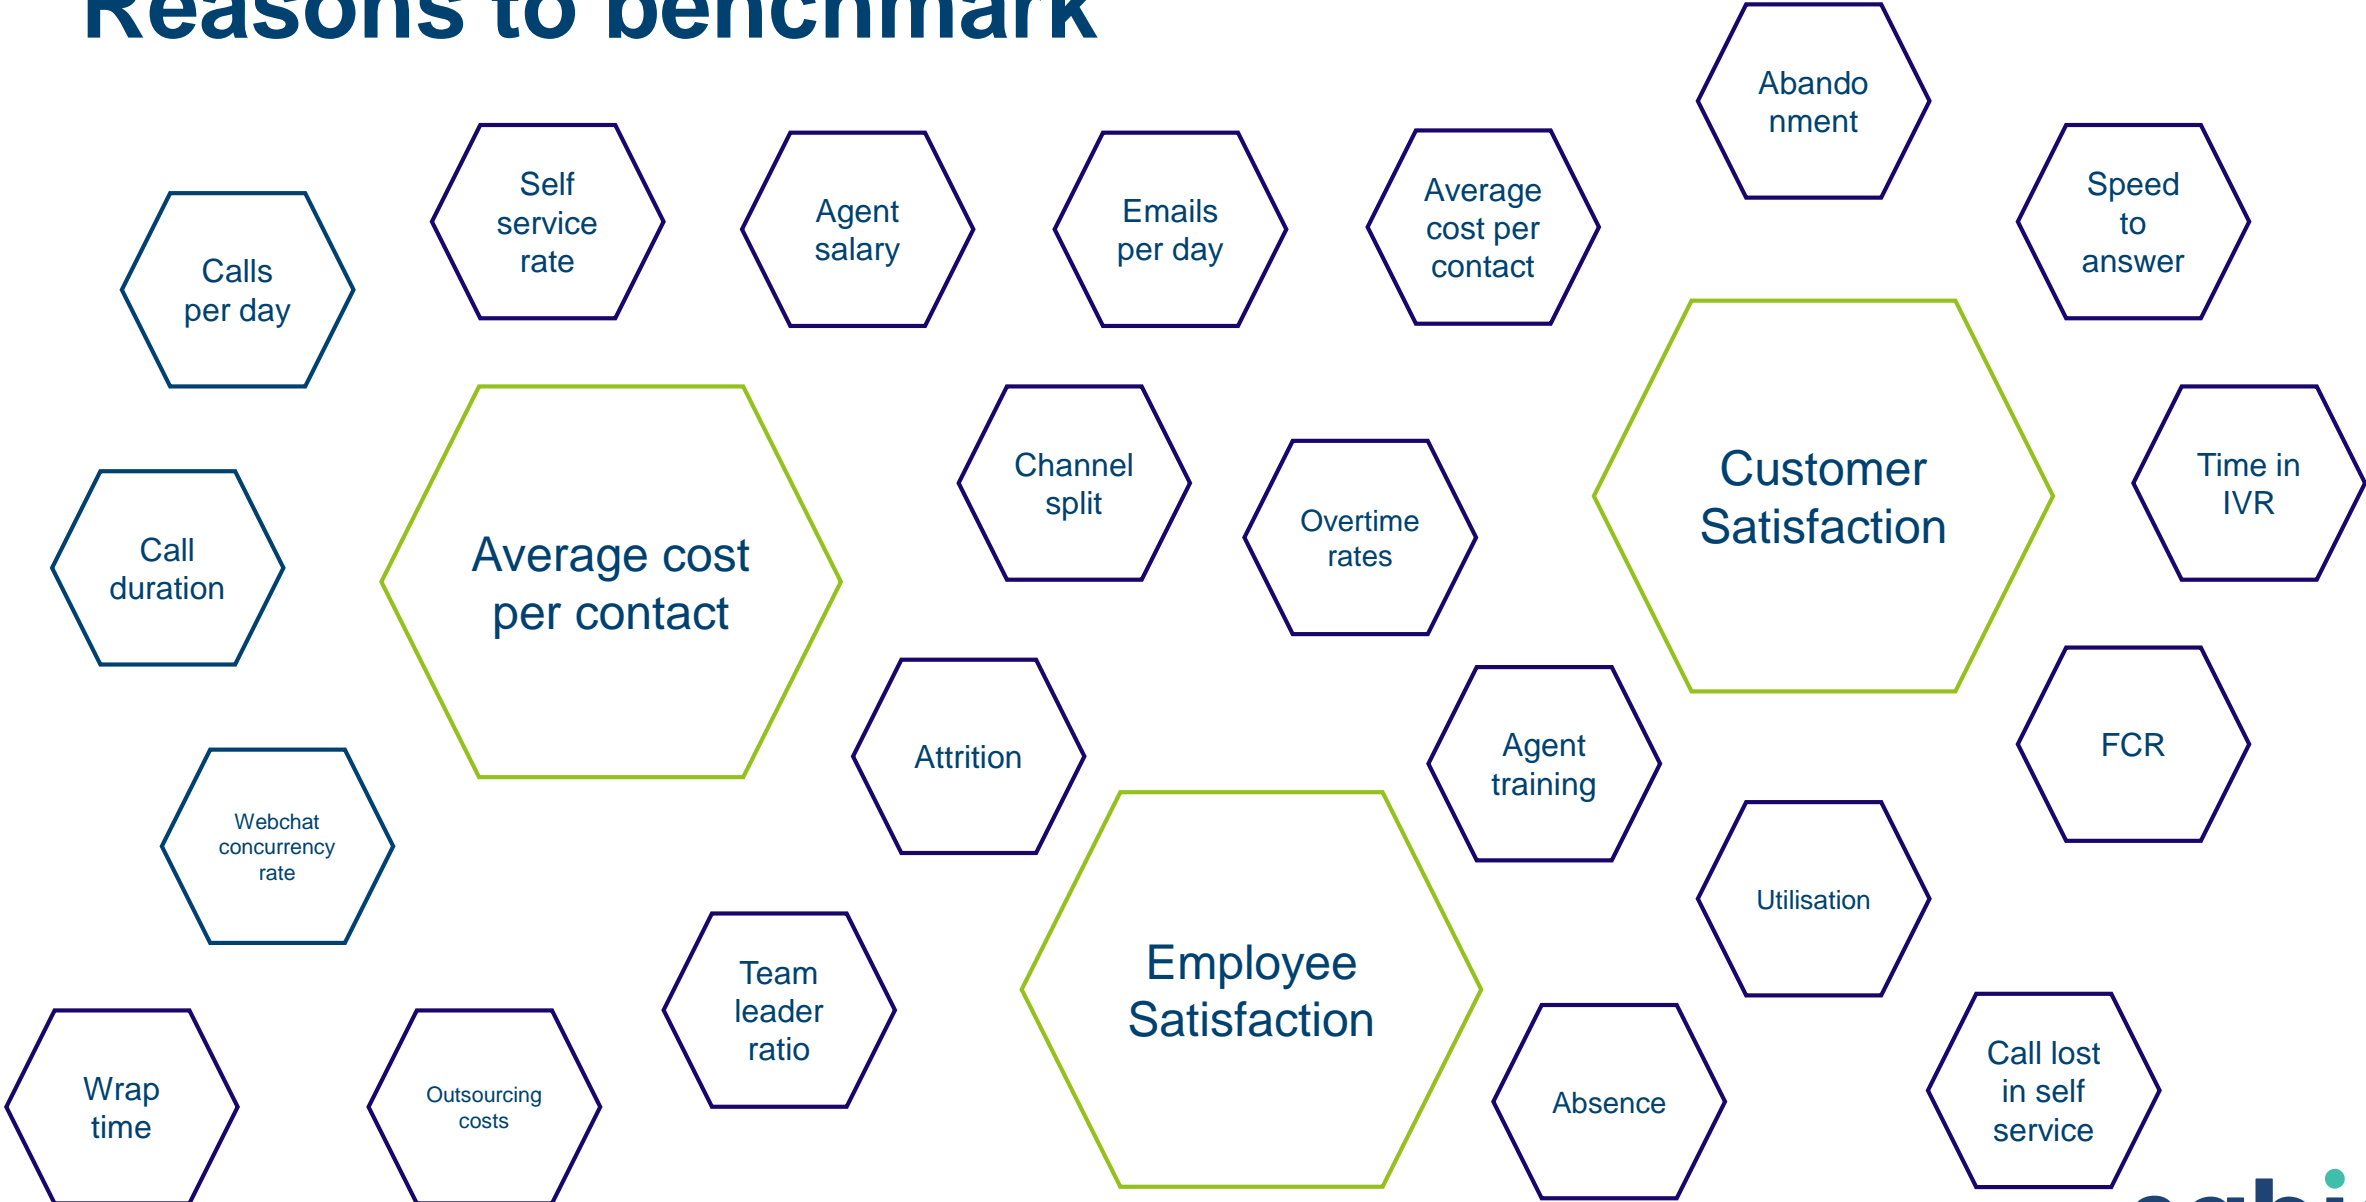 Reasons to benchmark
Abando
nment
Self
service
rate
Agent
salary
Emails
per day
Average
cost per
contact
Speed
to
answer
Calls
per day
Channel
split
Customer
Satisfaction
Time in
IVR
Overtime
rates
Call
duration
Average cost
per contact
Attrition
Agent
training
FCR
Webchat
concurrency
rate
Utilisation
Team
leader
ratio
Employee
Satisfaction
Wrap
time
Outsourcing
costs
Absence
Call lost
in self
service